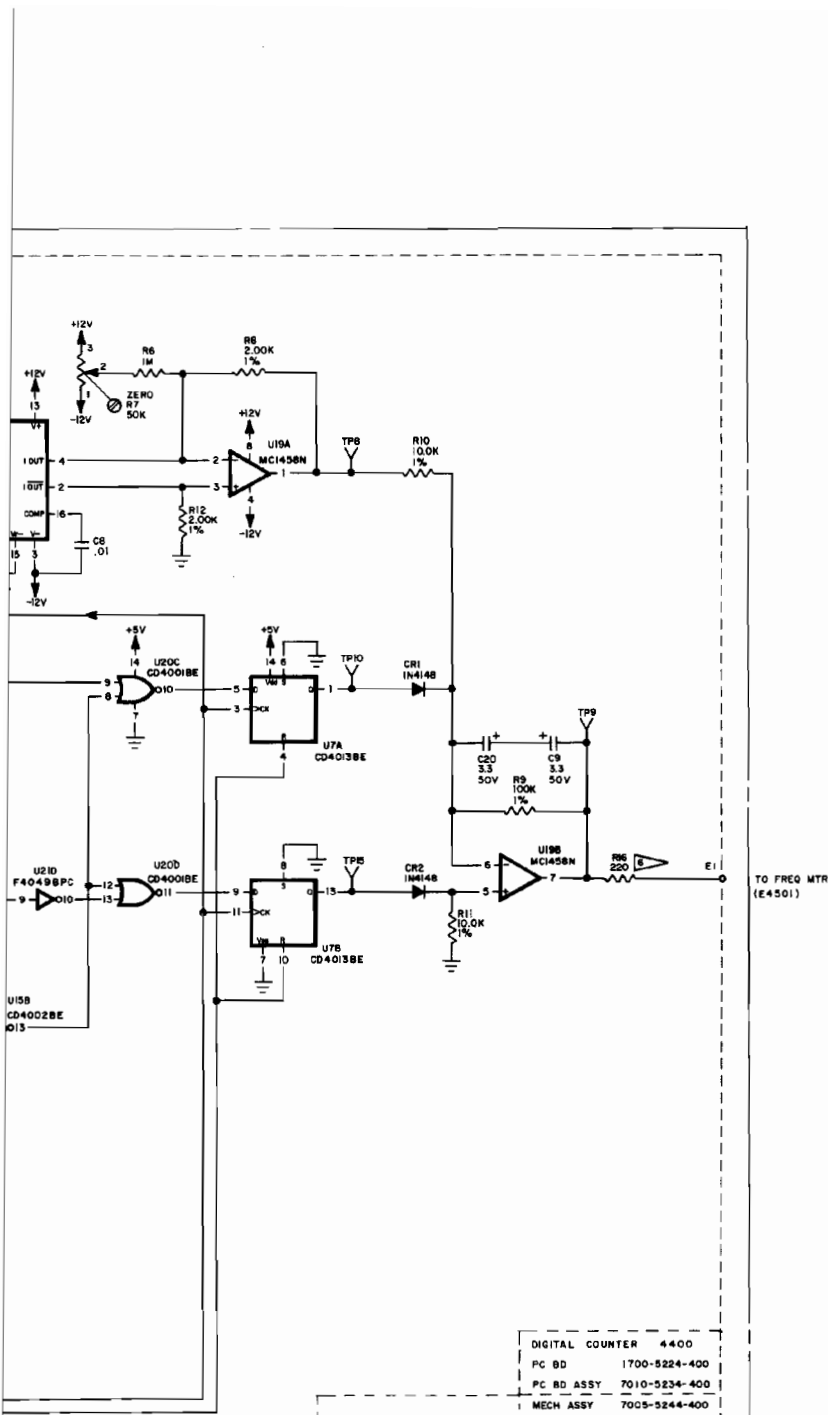 +12V
3
2
1
-12V
ZERO
R7
50K
R6
1M
R8
2.00K
1%
+12V
13
V+
I OUT
4
I OUT
2
COMP
16
15
V-
3
C8
.01
-12V
+12V
8
U19A
MC1458N
2
3
1
4
-12V
R12
2.00K
1%
TP8
R10
10.0K
1%
+5V
14
U20C
CD4001BE
9
8
10
7
+5V
14
6
S
5
D
3
CK
Q
1
R
4
U7A
CD4013BE
TP10
CR1
1N4148
TP9
C20
3.3
50V
+
+
C9
3.3
50V
R9
100K
1%
U19B
MC1458N
6
5
7
R16
220
6
E1
TO FREQ MTR
(E4501)
U21D
F4049BPC
9
10
U20D
CD4001BE
12
13
11
8
S
9
D
11
CK
Q
13
7
R
10
U7B
CD4013BE
TP15
CR2
1N4148
R11
10.0K
1%
U15B
CD4002BE
13
DIGITAL COUNTER 4400
PC BD 1700-5224-400
PC BD ASSY 7010-5234-400
MECH ASSY 7005-5244-400